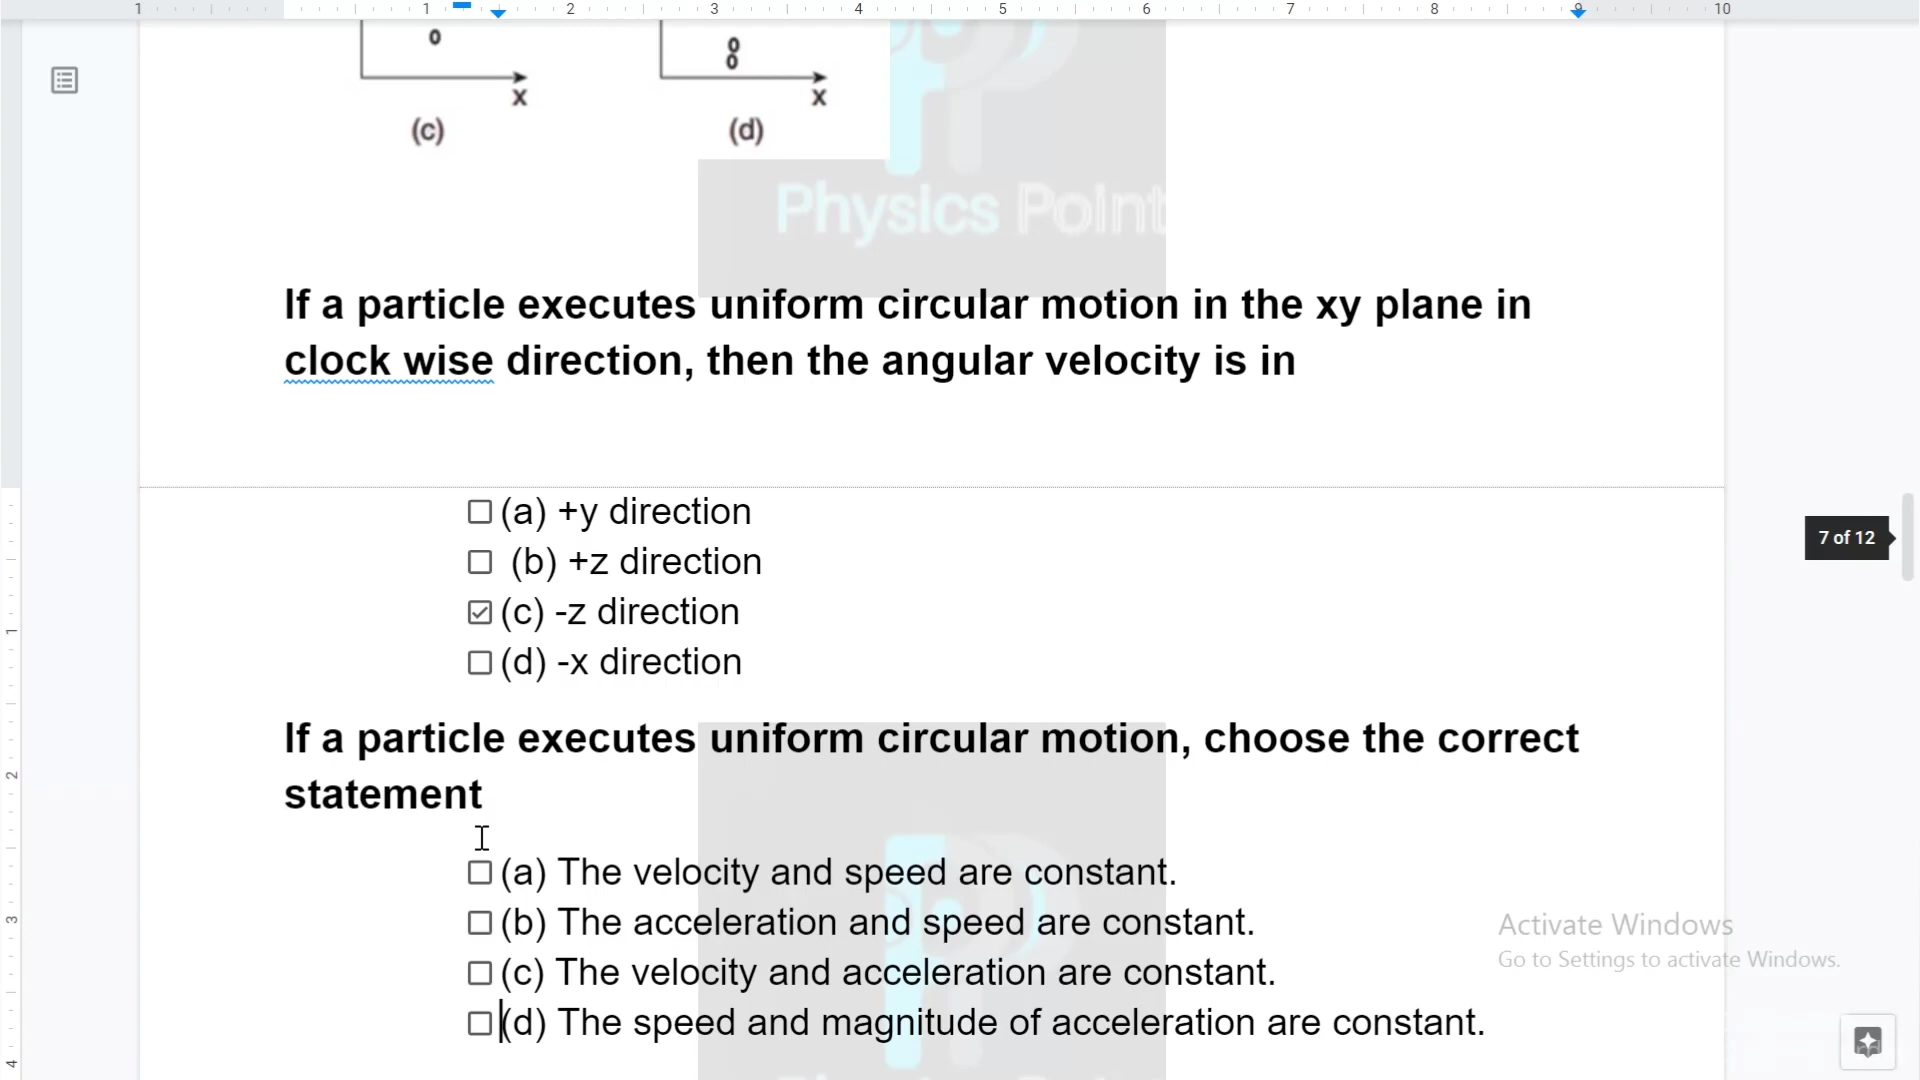 1 1 2 3 4 5 6 7 8 9 10
0 0
0
x x
(c) (d)
Physics Point
If a particle executes uniform circular motion in the xy plane in
clock wise direction, then the angular velocity is in
(a) +y direction
(b) +z direction
(c) -z direction
(d) -x direction
7 of 12
If a particle executes uniform circular motion, choose the correct
statement
(a) The velocity and speed are constant.
(b) The acceleration and speed are constant.
(c) The velocity and acceleration are constant.
(d) The speed and magnitude of acceleration are constant.
Activate Windows
Go to Settings to activate Windows.
1
2
3
4